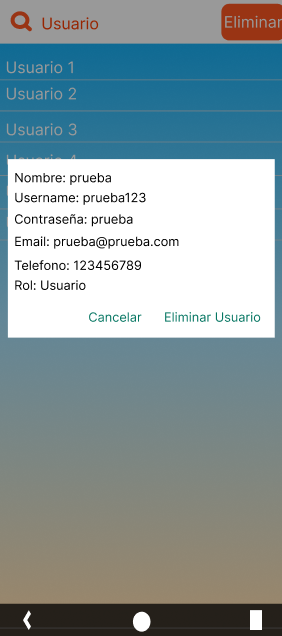 Usuario
Eliminar
Usuario 1
Usuario 2
Usuario 3
Usuario 4
Nombre: prueba
Username: prueba123
Contraseña: prueba
Email: prueba@prueba.com
Telefono: 123456789
Rol: Usuario
Cancelar
Eliminar Usuario